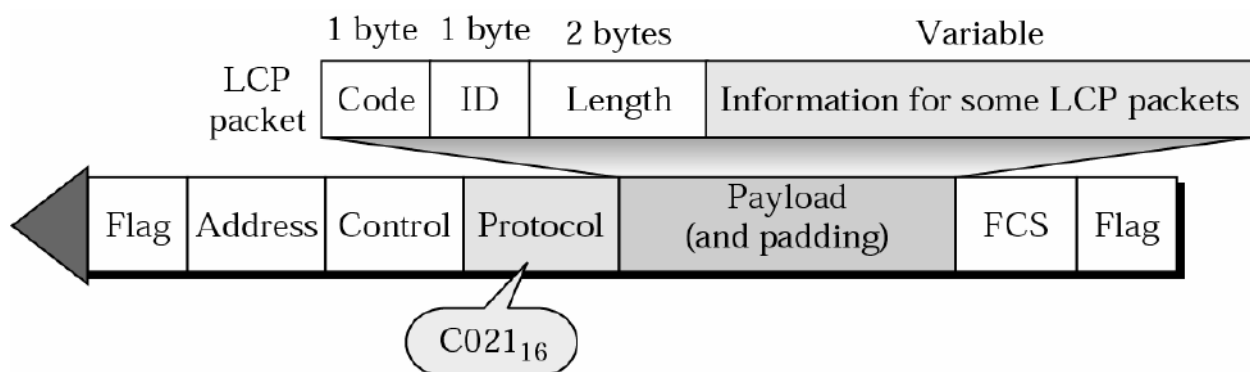 1 byte 1 byte 2 bytes Variable
LCP
packet
Code ID Length Information for some LCP packets
Flag Address Control Protocol Payload
(and padding) FCS Flag
C021₁₆